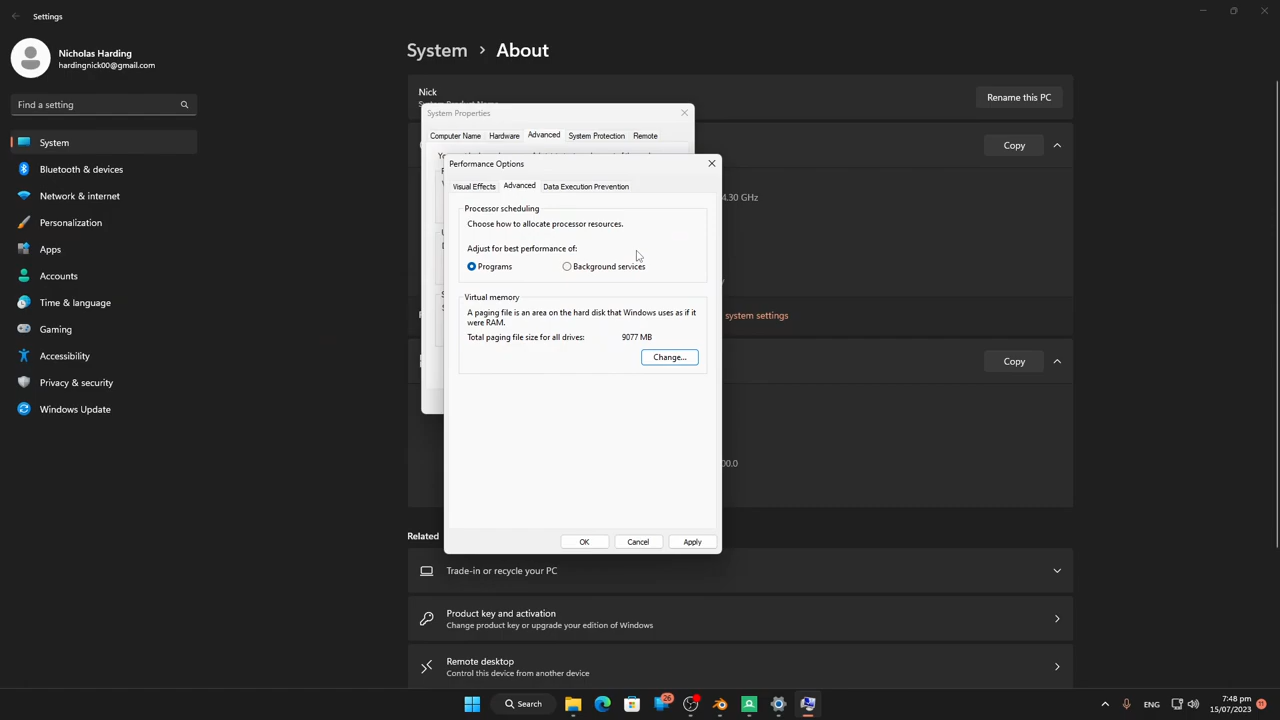 Settings
Nicholas Harding
hardingnick00@gmail.com
Find a setting
System
Bluetooth & devices
Network & internet
Personalization
Apps
Accounts
Time & language
Gaming
Accessibility
Privacy & security
Windows Update
System > About
Nick
Rename this PC
Copy
4.30 GHz
system settings
Copy
00.0
System Properties
Computer Name
Hardware
Advanced
System Protection
Remote
Performance Options
Visual Effects
Advanced
Data Execution Prevention
Processor scheduling
Choose how to allocate processor resources.
Adjust for best performance of:
Programs
Background services
Virtual memory
A paging file is an area on the hard disk that Windows uses as if it
were RAM.
Total paging file size for all drives: 9077 MB
Change...
OK
Cancel
Apply
Related
Trade-in or recycle your PC
Product key and activation
Change product key or upgrade your edition of Windows
Remote desktop
Control this device from another device
Search
26
ENG
7:48 pm
15/07/2023